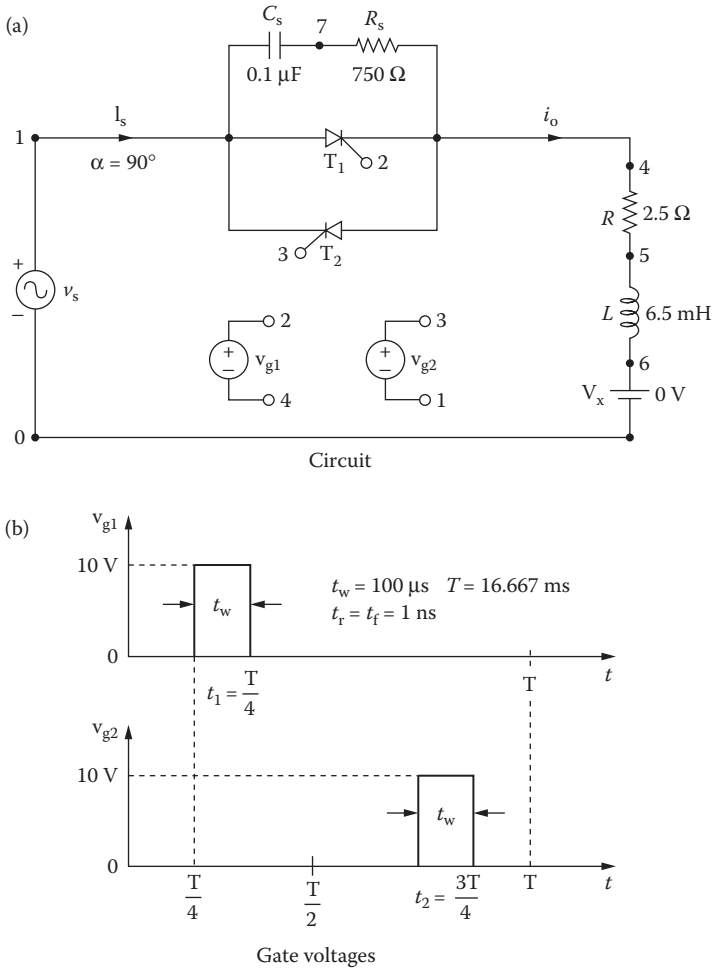 (a)
C_s
7
R_s
0.1 μF
750 Ω
1
I_s
α = 90°
T_1
2
i_o
4
R
2.5 Ω
3
T_2
5
+
−
v_s
L
6.5 mH
2
3
+
−
v_g1
+
−
v_g2
6
4
1
V_x
0 V
0
Circuit
(b)
v_g1
10 V
t_w
t_w = 100 μs T = 16.667 ms
t_r = t_f = 1 ns
0
t_1 = T/4
T
t
v_g2
10 V
t_w
0
T/4
T/2
t_2 = 3T/4
T
t
Gate voltages